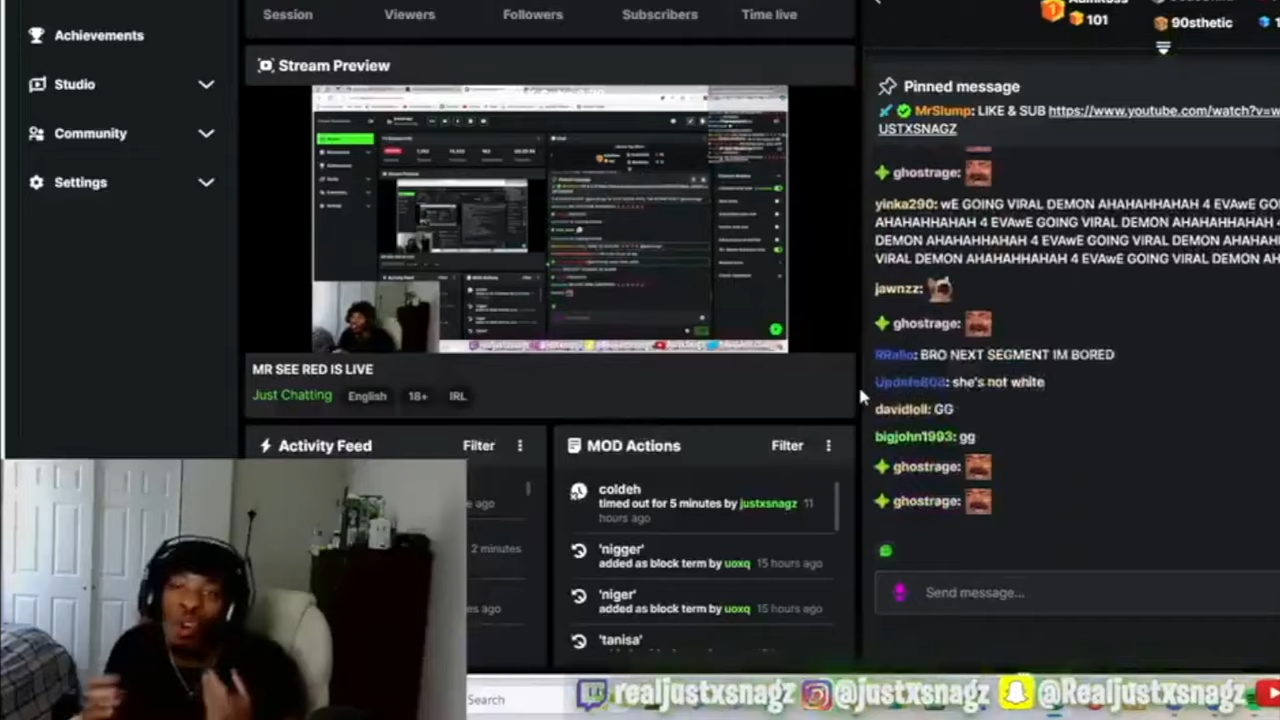 Session Viewers Followers Subscribers Time live
Achievements
Studio
Community
Settings
Stream Preview
MR SEE RED IS LIVE
Just Chatting English 18+ IRL
Activity Feed Filter
e ago
2 minutes
es ago
MOD Actions Filter
coldeh
timed out for 5 minutes by justxsnagz 11
hours ago
'nigger'
added as block term by uoxq 15 hours ago
'niger'
added as block term by uoxq 15 hours ago
'tanisa'
101
90sthetic
Pinned message
MrSlump: LIKE & SUB https://www.youtube.com/watch?v=w
USTXSNAGZ
ghostrage:
yinka290: wE GOING VIRAL DEMON AHAHAHHAHAH 4 EVAwE GO
AHAHAHHAHAH 4 EVAwE GOING VIRAL DEMON AHAHAHHAHAH
DEMON AHAHAHHAHAH 4 EVAwE GOING VIRAL DEMON AHAHA
VIRAL DEMON AHAHAHHAHAH 4 EVAwE GOING VIRAL DEMON AH
jawnzz:
ghostrage:
RRallo: BRO NEXT SEGMENT IM BORED
she's not white
davidloll: GG
bigjohn1993: gg
ghostrage:
ghostrage:
Send message...
Search
realjustxsnagz @justxsnagz @Realjustxsnagz